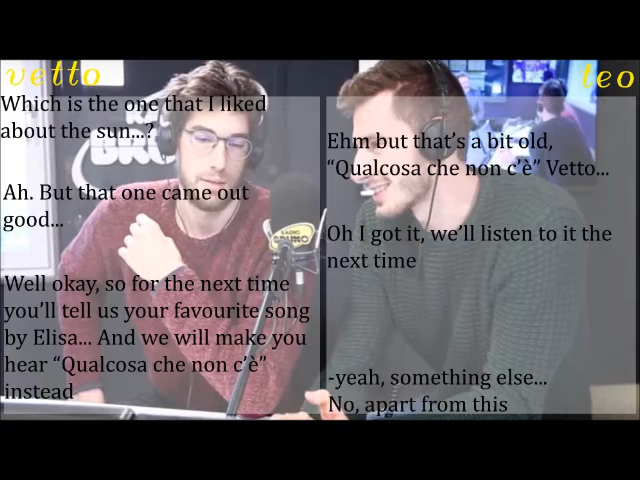 vetto
teo
Which is the one that I liked
about the sun...?
Ehm but that's a bit old,
“Qualcosa che non c'è” Vetto...
Ah. But that one came out
good...
Oh I got it, we'll listen to it the
next time
Well okay, so for the next time
you'll tell us your favourite song
by Elisa... And we will make you
hear “Qualcosa che non c'è”
instead
-yeah, something else...
No, apart from this
RADIO
BRUNO